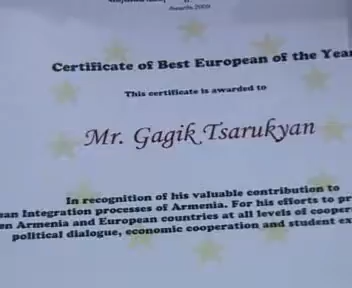 Awards 2009
Certificate of Best European of the Year
This certificate is awarded to
Mr. Gagik Tsarukyan
In recognition of his valuable contribution to
ean Integration processes of Armenia. For his efforts to pr
en Armenia and European countries at all levels of cooper
political dialogue, economic cooperation and student ex